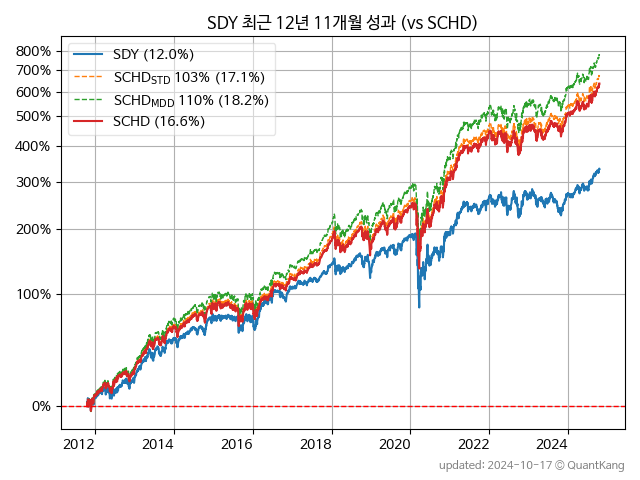 SDY 최근 12년 11개월 성과 (vs SCHD)
800%
700%
600%
500%
400%
300%
200%
100%
0%
SDY (12.0%)
SCHD_STD 103% (17.1%)
SCHD_MDD 110% (18.2%)
SCHD (16.6%)
2012 2014 2016 2018 2020 2022 2024
updated: 2024-10-17 © QuantKang